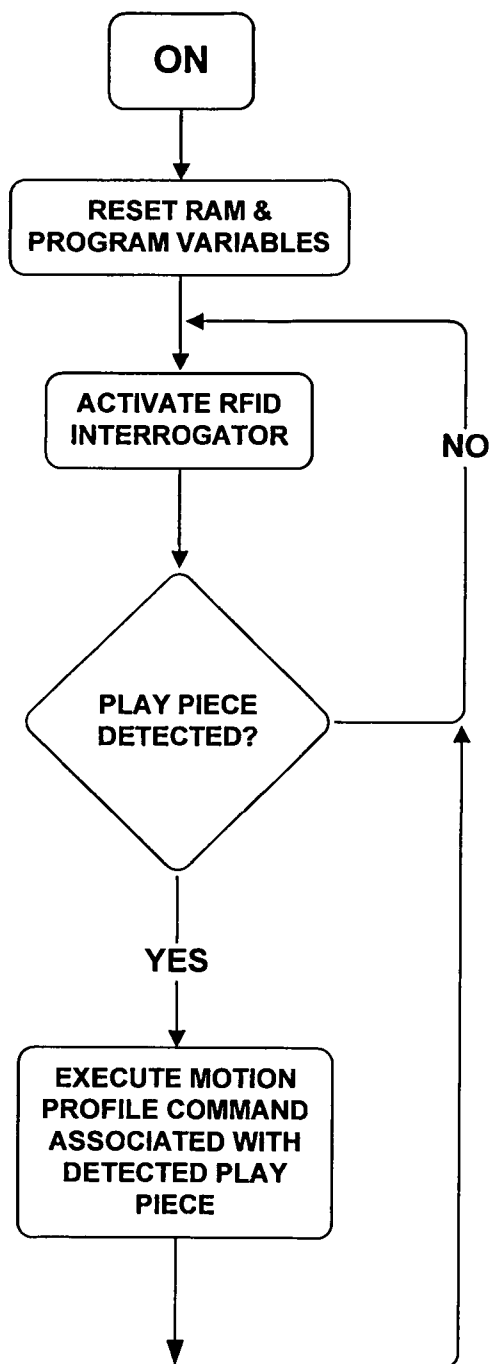 ON
RESET RAM &
PROGRAM VARIABLES
ACTIVATE RFID
INTERROGATOR
NO
PLAY PIECE
DETECTED?
YES
EXECUTE MOTION
PROFILE COMMAND
ASSOCIATED WITH
DETECTED PLAY
PIECE